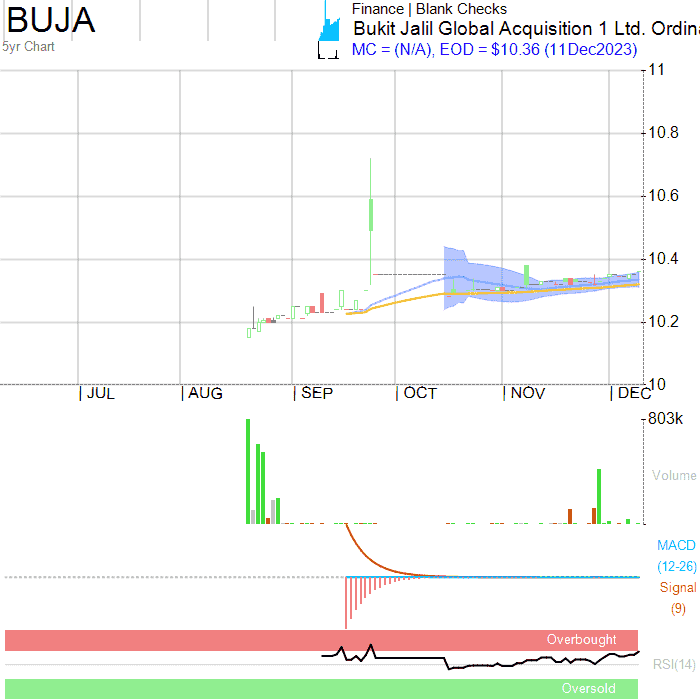 BUJA
5yr Chart
Finance | Blank Checks
Bukit Jalil Global Acquisition 1 Ltd. Ordina
MC = (N/A), EOD = $10.36 (11Dec2023)
11
10.8
10.6
10.4
10.2
10
| JUL | AUG | SEP | OCT | NOV | DEC
803k
Volume
MACD
(12-26)
Signal
(9)
Overbought
RSI(14)
Oversold